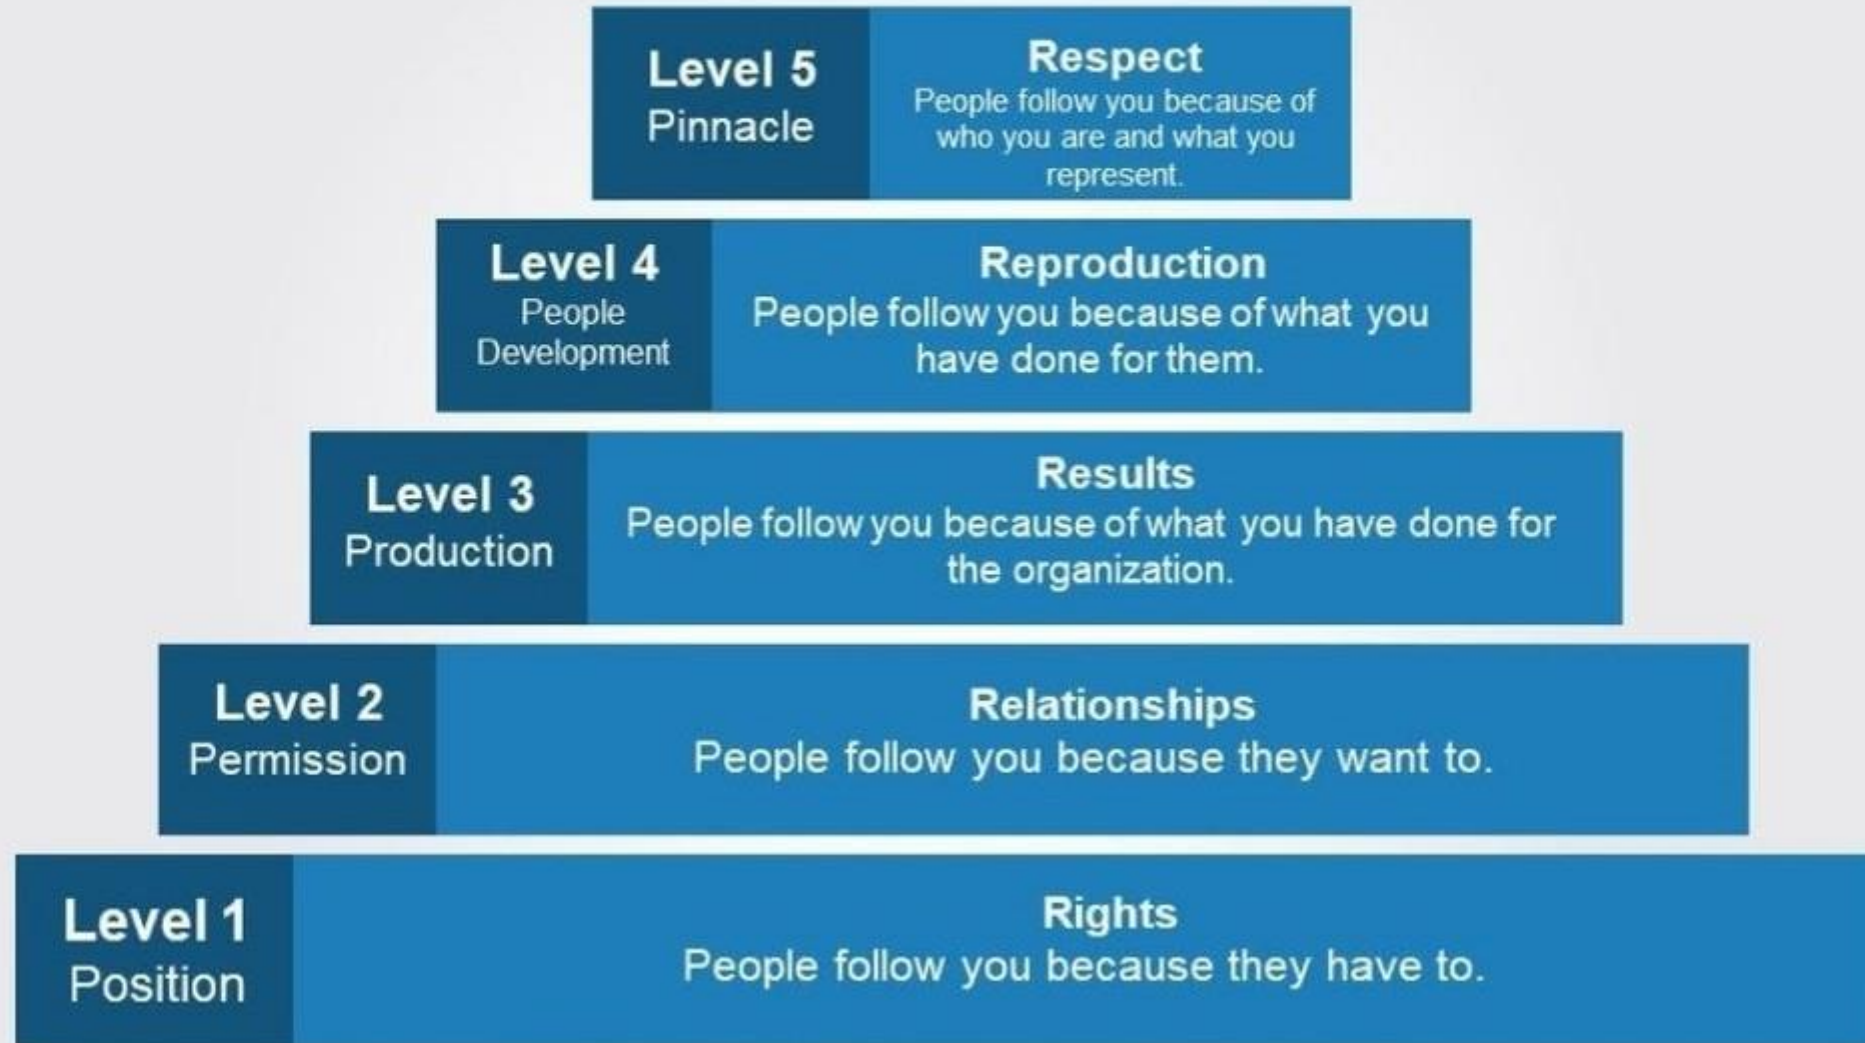 Level 5
Pinnacle
Respect
People follow you because of
who you are and what you
represent.
Level 4
People
Development
Reproduction
People follow you because of what you
have done for them.
Level 3
Production
Results
People follow you because of what you have done for
the organization.
Level 2
Permission
Relationships
People follow you because they want to.
Level 1
Position
Rights
People follow you because they have to.